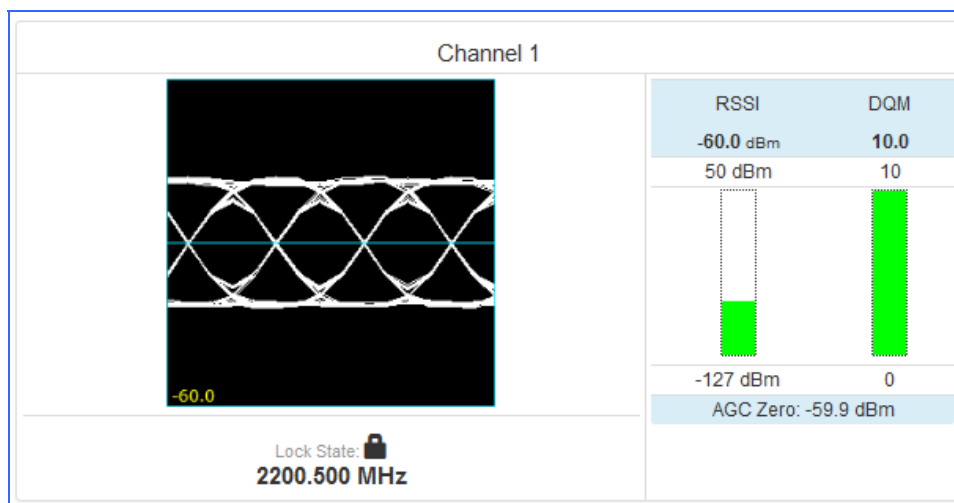 Channel 1
-60.0
Lock State:
2200.500 MHz
RSSI DQM
-60.0 dBm 10.0
50 dBm 10
-127 dBm 0
AGC Zero: -59.9 dBm